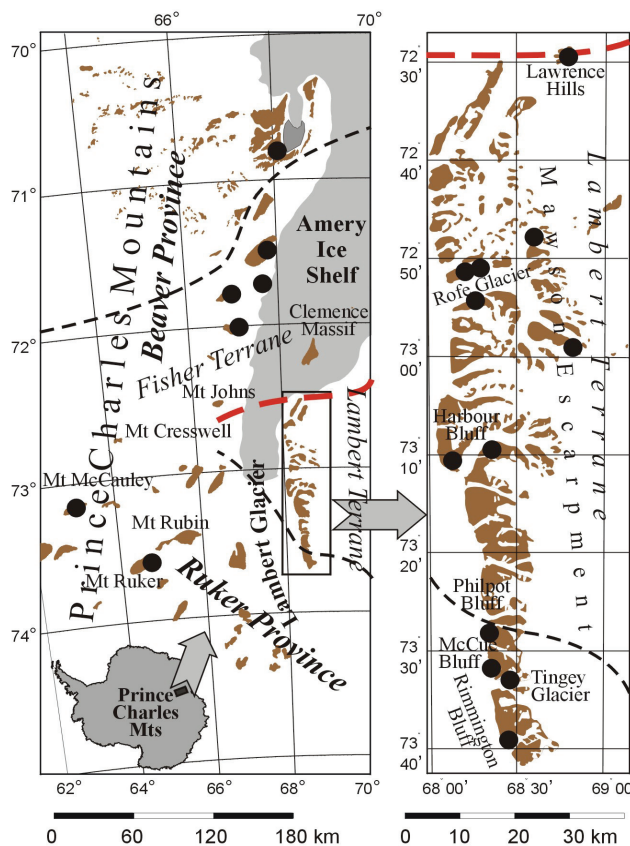 66°
70°
70°
71°
72°
73°
74°
62°
64°
66°
68°
70°
Prince Charles Mountains
Beaver Province
Amery
Ice
Shelf
Clemence
Massif
Fisher Terrane
Mt Johns
Mt Cresswell
Lambert Terrane
Mt McCauley
Mt Rubin
Lambert Glacier
Mt Ruker
Ruker Province
Prince
Charles
Mts
0 60 120 180 km
72°
30'
72°
40'
72°
50'
73°
00'
73°
10'
73°
20'
73°
30'
73°
40'
Lawrence
Hills
Lambert Terrane
Mawson Escarpment
Rofe Glacier
Harbour
Bluff
Philpot
Bluff
McCue
Bluff
Tingey
Glacier
Rimmington
Bluff
68°00' 68°30' 69°00'
0 10 20 30 km